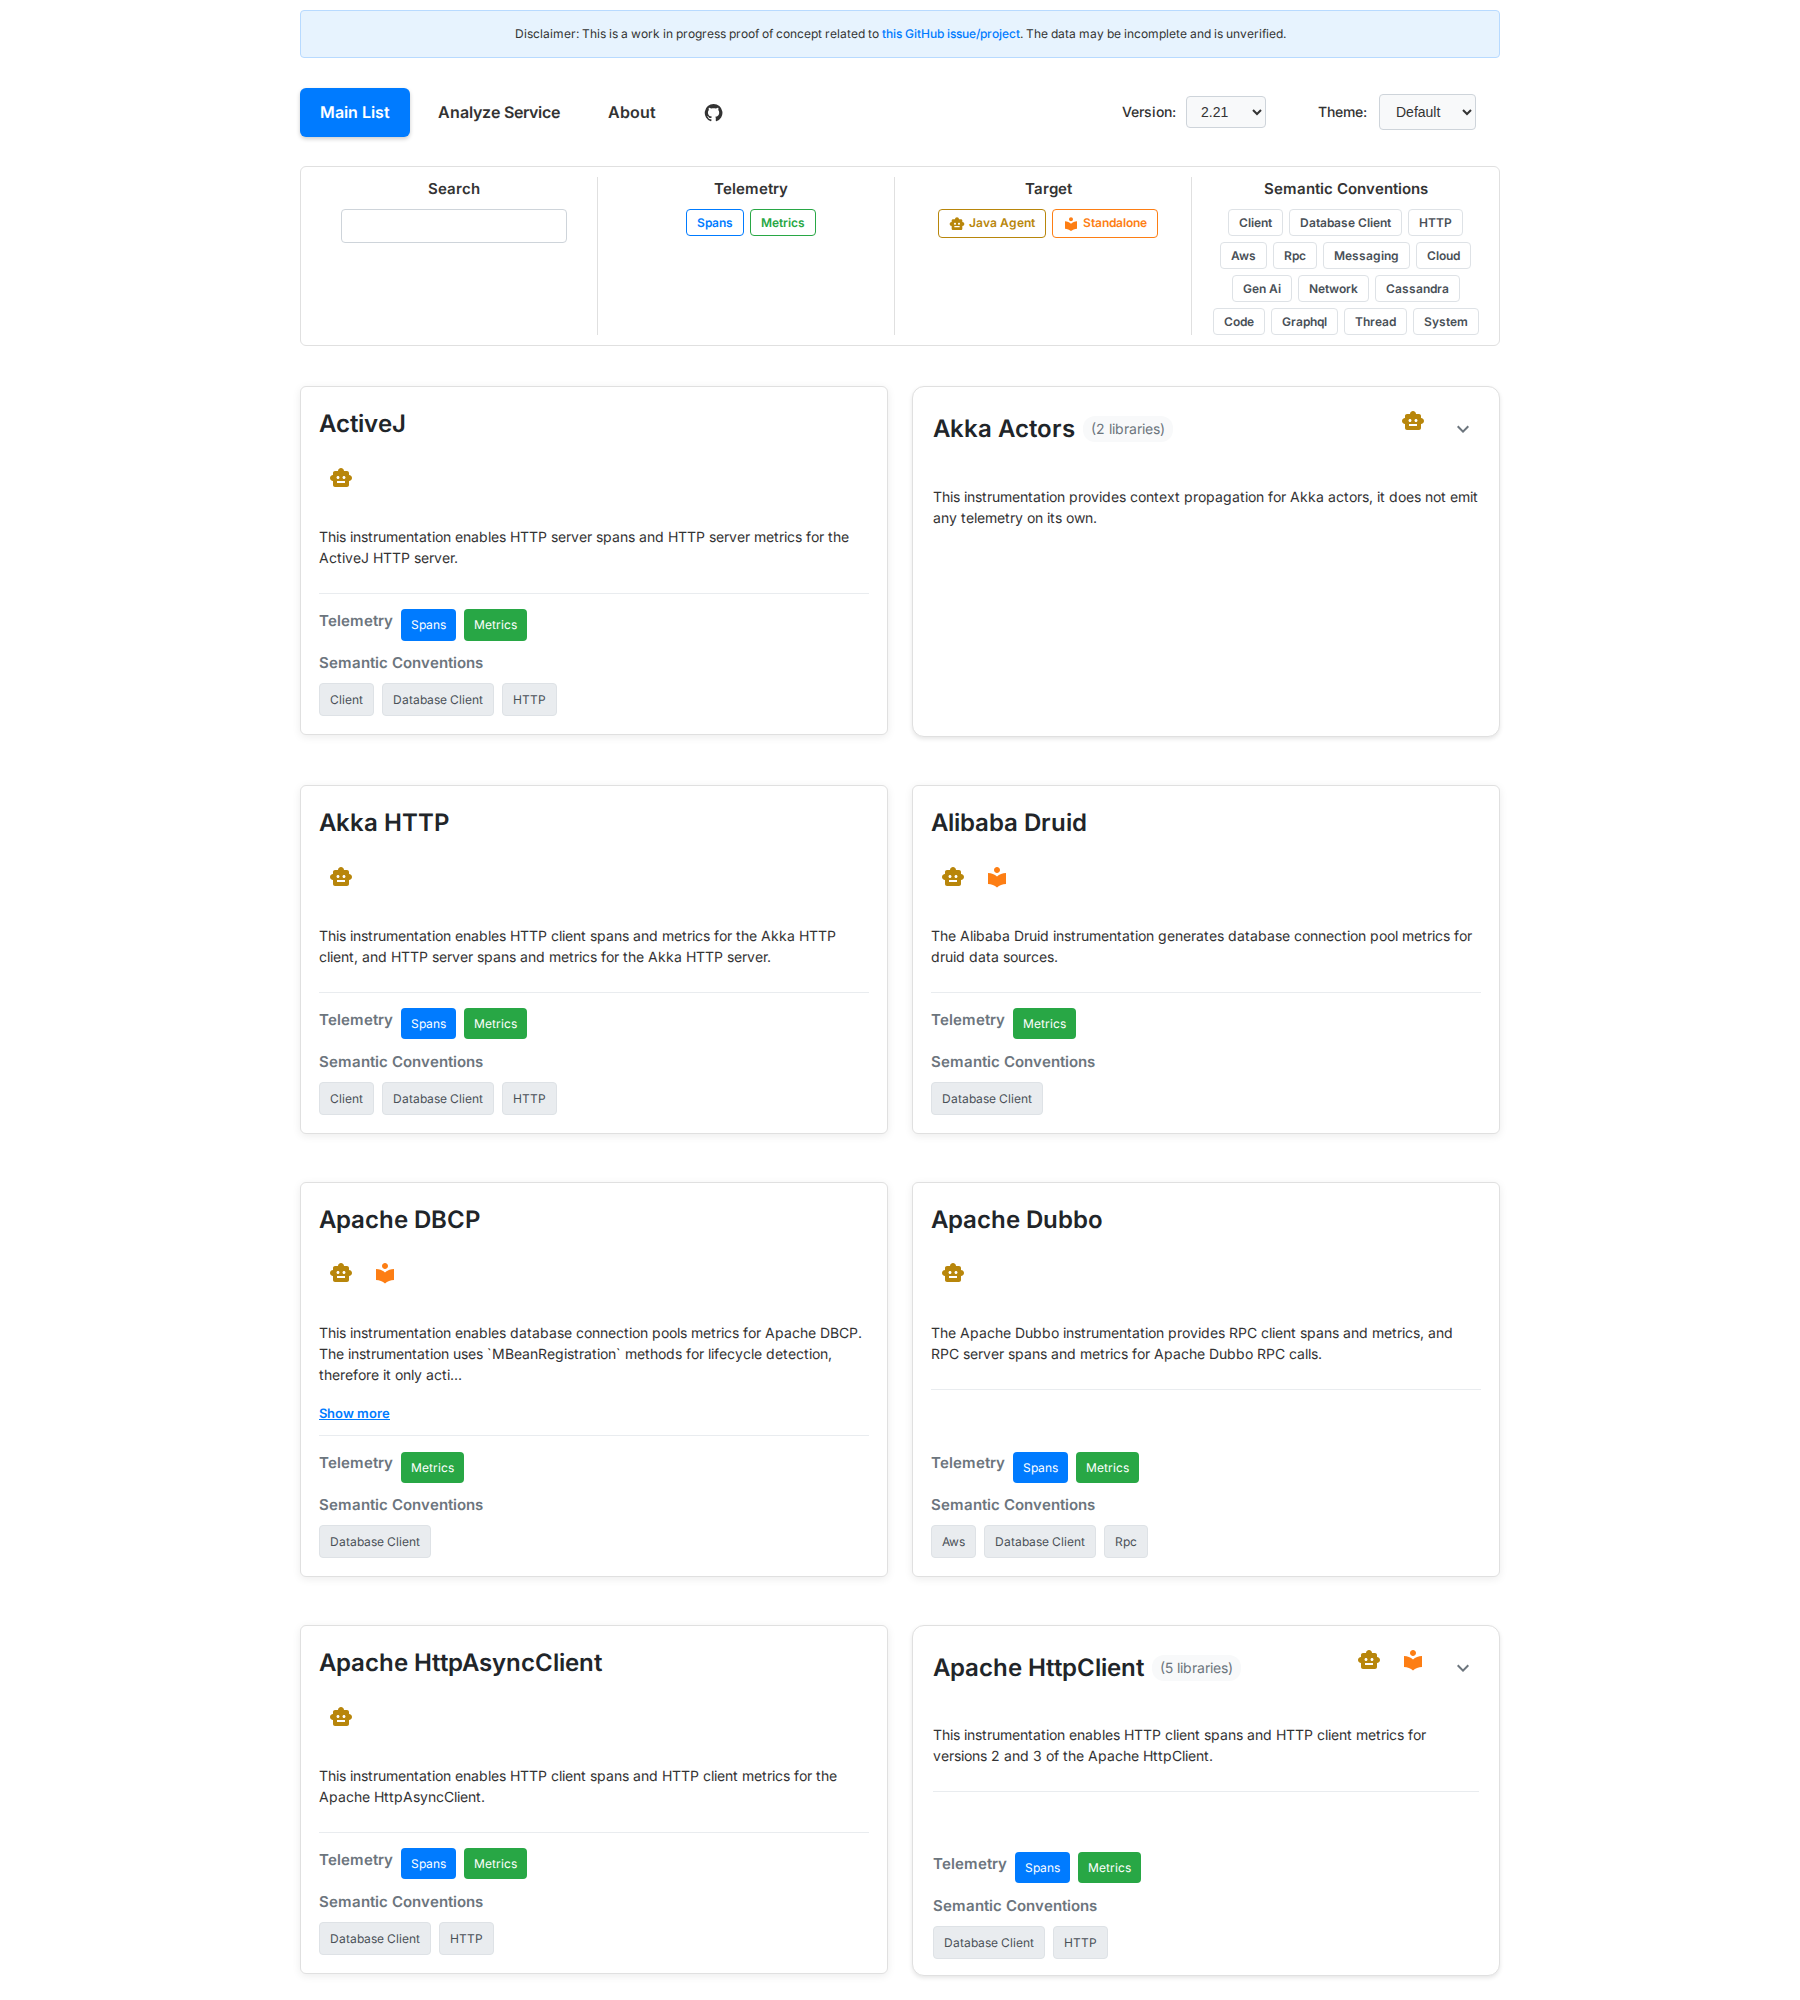 Disclaimer: This is a work in progress proof of concept related to this GitHub issue/project. The data may be incomplete and is unverified.
Main List
Analyze Service
About
Version: 2.21
Theme: Default
Search
Telemetry
Spans Metrics
Target
Java Agent Standalone
Semantic Conventions
Client Database Client HTTP
Aws Rpc Messaging Cloud
Gen Ai Network Cassandra
Code Graphql Thread System
ActiveJ
This instrumentation enables HTTP server spans and HTTP server metrics for the
ActiveJ HTTP server.
Telemetry Spans Metrics
Semantic Conventions
Client Database Client HTTP
Akka Actors (2 libraries)
This instrumentation provides context propagation for Akka actors, it does not emit
any telemetry on its own.
Akka HTTP
This instrumentation enables HTTP client spans and metrics for the Akka HTTP
client, and HTTP server spans and metrics for the Akka HTTP server.
Telemetry Spans Metrics
Semantic Conventions
Client Database Client HTTP
Alibaba Druid
The Alibaba Druid instrumentation generates database connection pool metrics for
druid data sources.
Telemetry Metrics
Semantic Conventions
Database Client
Apache DBCP
This instrumentation enables database connection pools metrics for Apache DBCP.
The instrumentation uses `MBeanRegistration` methods for lifecycle detection,
therefore it only acti...
Show more
Telemetry Metrics
Semantic Conventions
Database Client
Apache Dubbo
The Apache Dubbo instrumentation provides RPC client spans and metrics, and
RPC server spans and metrics for Apache Dubbo RPC calls.
Telemetry Spans Metrics
Semantic Conventions
Aws Database Client Rpc
Apache HttpAsyncClient
This instrumentation enables HTTP client spans and HTTP client metrics for the
Apache HttpAsyncClient.
Telemetry Spans Metrics
Semantic Conventions
Database Client HTTP
Apache HttpClient (5 libraries)
This instrumentation enables HTTP client spans and HTTP client metrics for
versions 2 and 3 of the Apache HttpClient.
Telemetry Spans Metrics
Semantic Conventions
Database Client HTTP